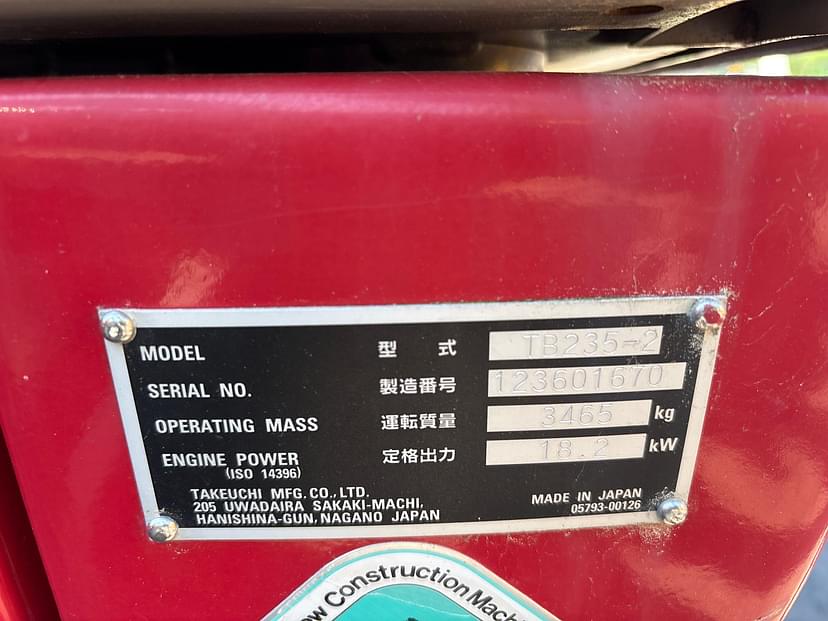 MODEL 型 式 TB235-2
SERIAL NO. 製造番号 123601670
OPERATING MASS 運転質量 3465 kg
ENGINE POWER 定格出力 18.2 kW
(ISO 14396)
TAKEUCHI MFG. CO., LTD.
205 UWADAIRA SAKAKI-MACHI,
HANISHINA-GUN, NAGANO JAPAN
MADE IN JAPAN
05793-00126
Construction